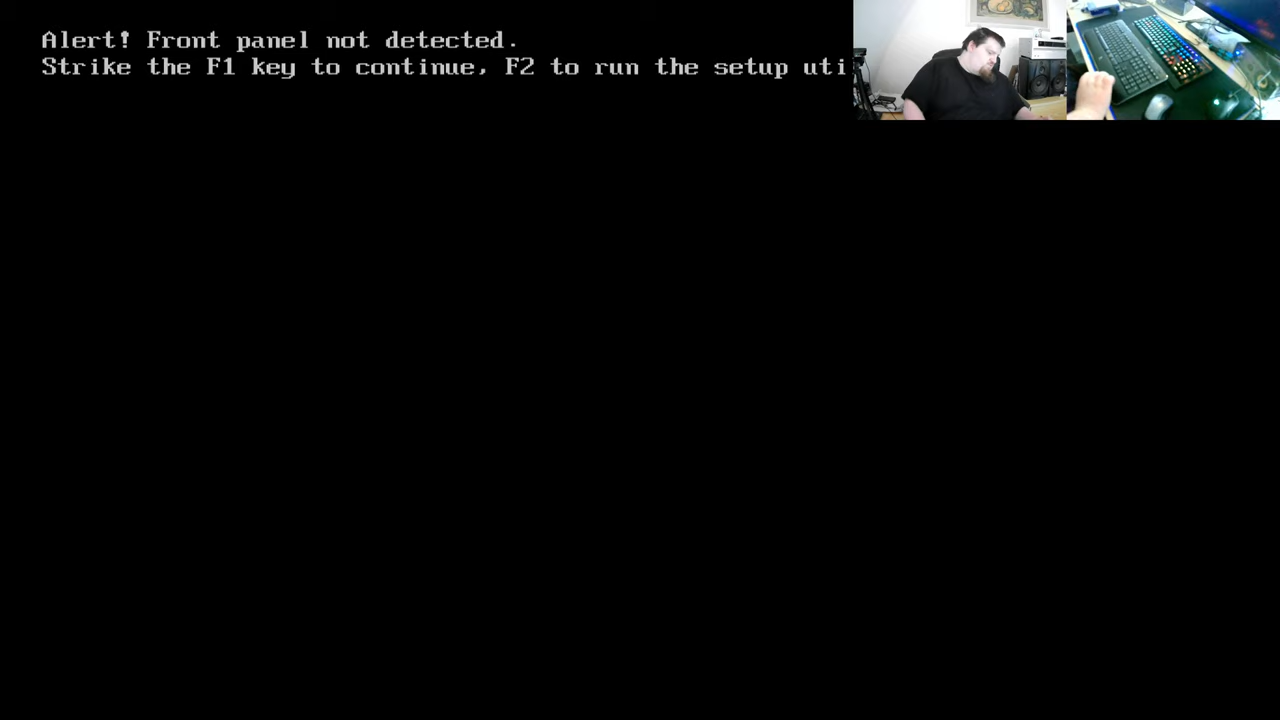 Alert! Front panel not detected.
Strike the F1 key to continue, F2 to run the setup uti